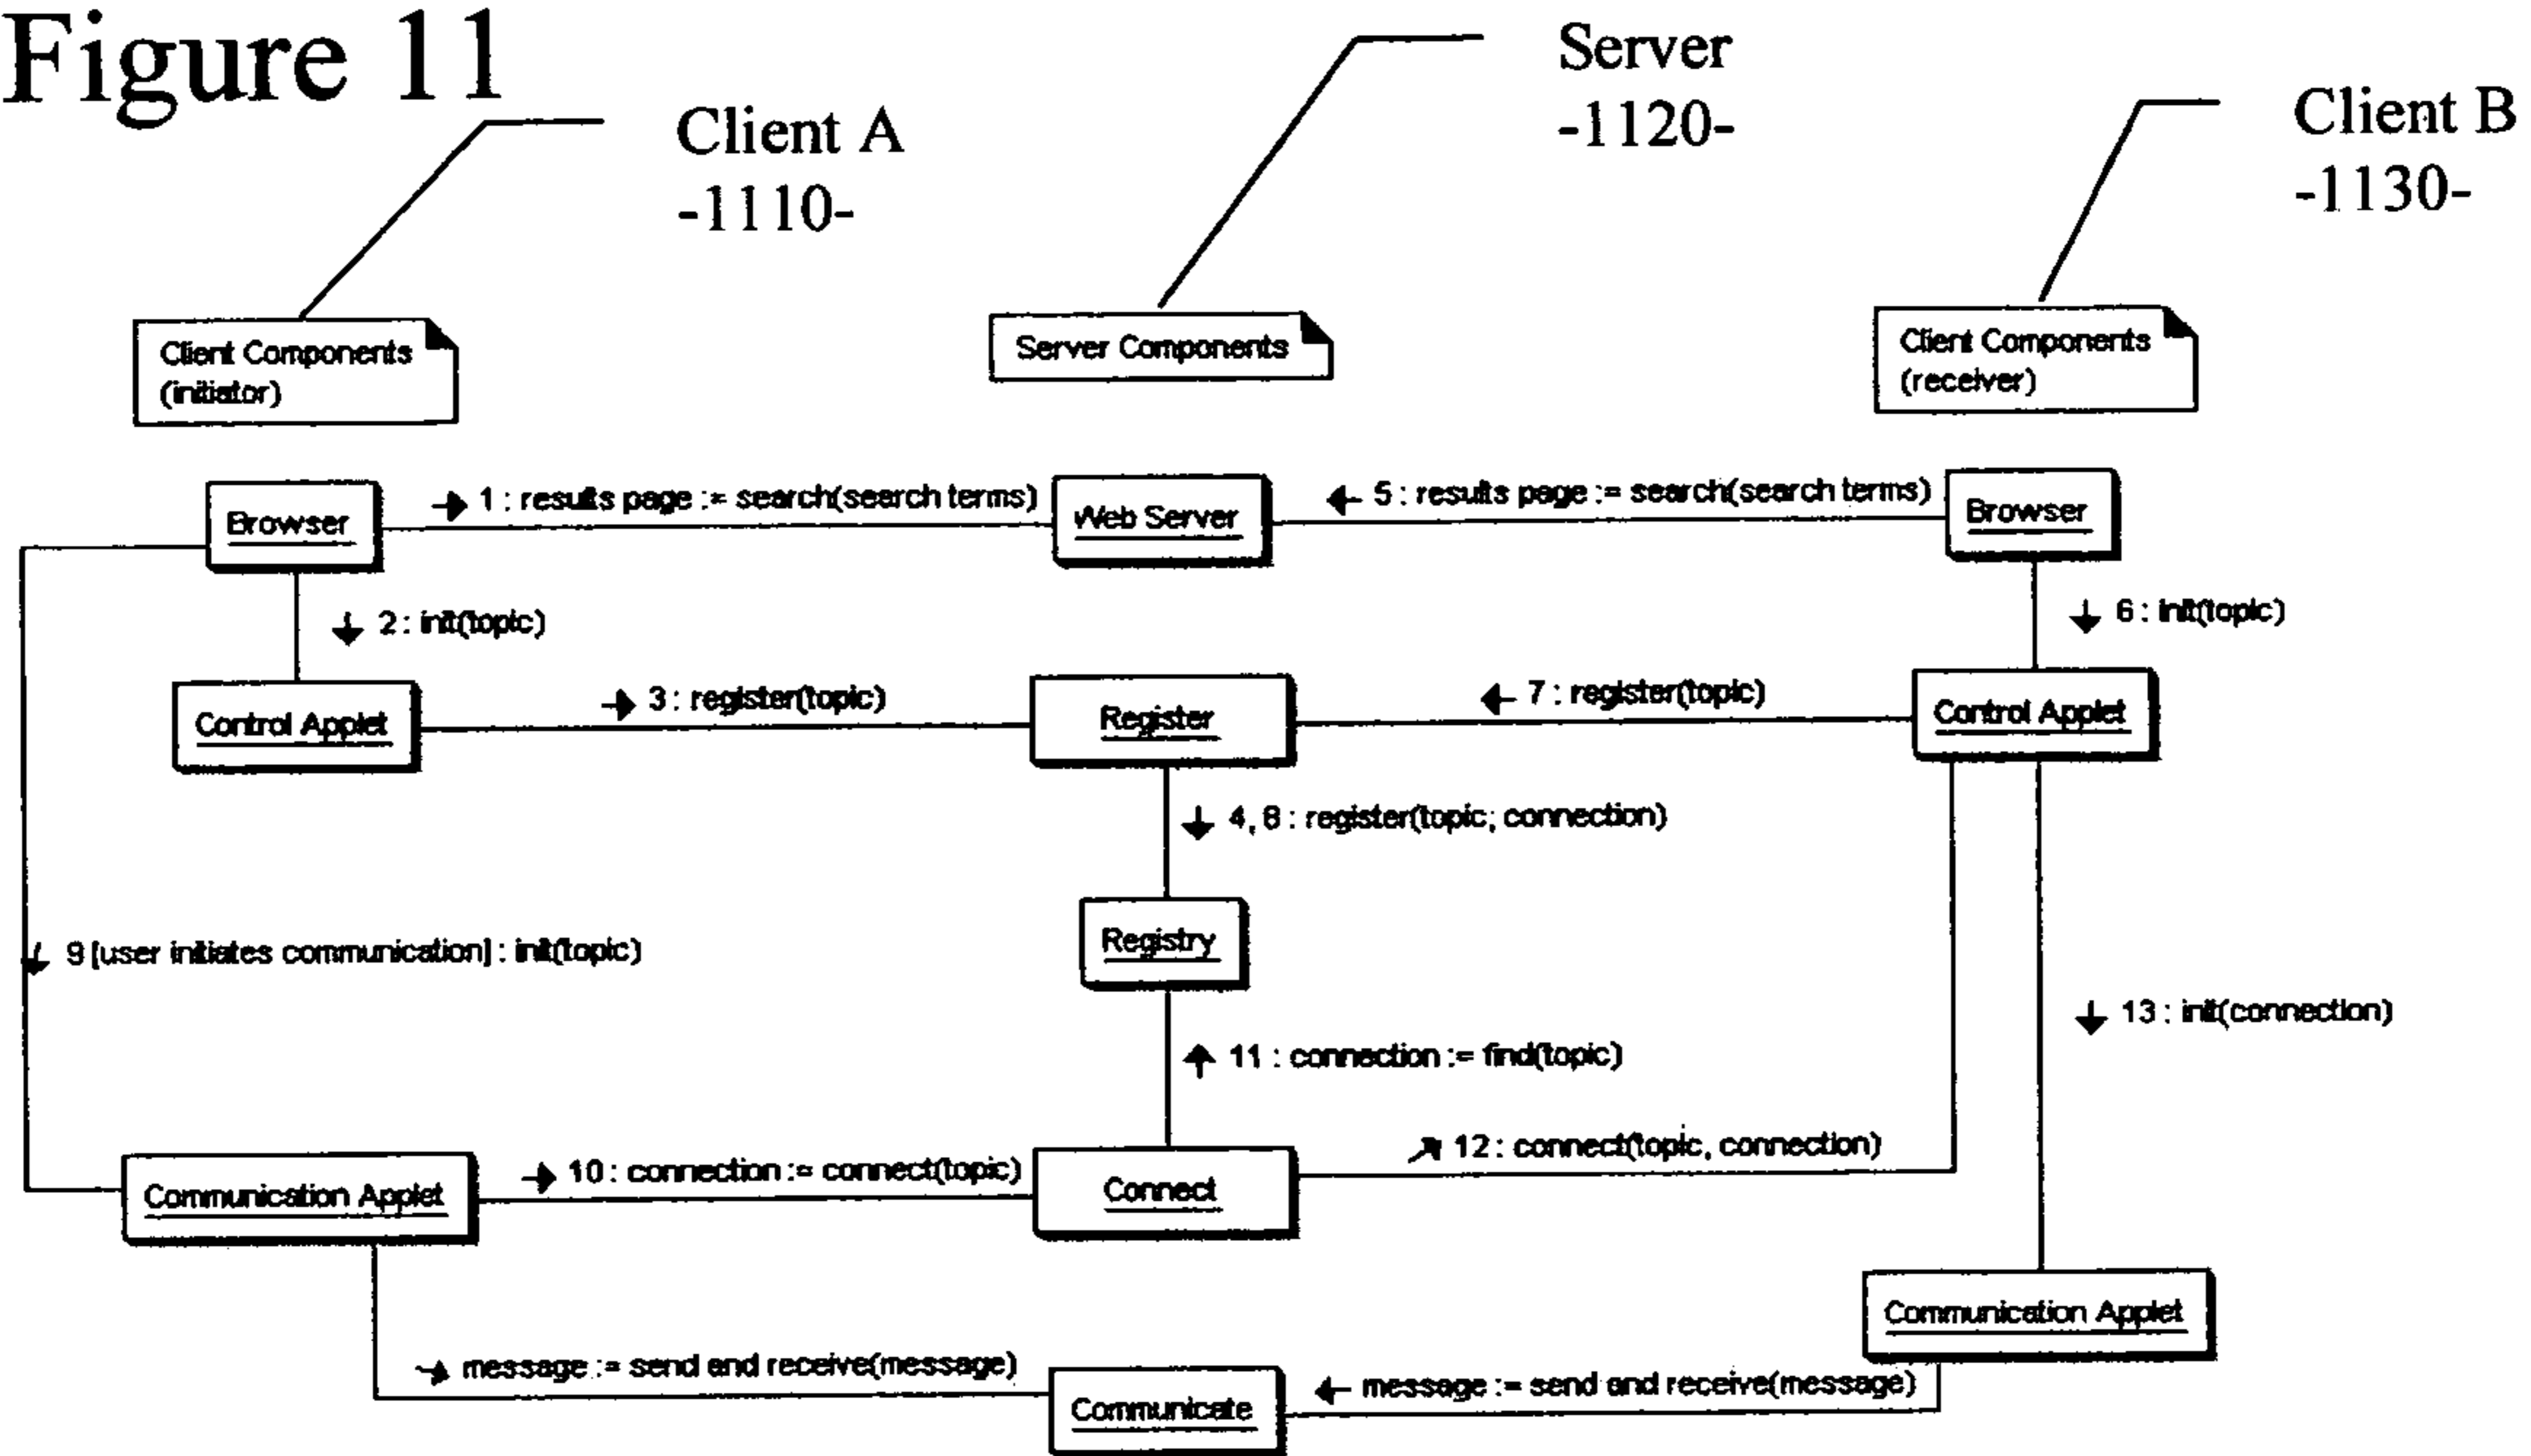 Figure 11
Client A
-1110-
Server
-1120-
Client B
-1130-
Client Components
(initiator)
Server Components
Client Components
(receiver)
Browser
1 : results page := search(search terms)
Web Server
5 : results page := search(search terms)
Browser
2 : init(topic)
6 : init(topic)
Control Applet
3 : register(topic)
Register
7 : register(topic)
Control Applet
4, 8 : register(topic; connection)
Registry
9 [user initiates communication] : init(topic)
13 : init(connection)
11 : connection := find(topic)
Communication Applet
10 : connection := connect(topic)
Connect
12 : connect(topic, connection)
Communication Applet
message := send and receive(message)
Communicate
message := send and receive(message)